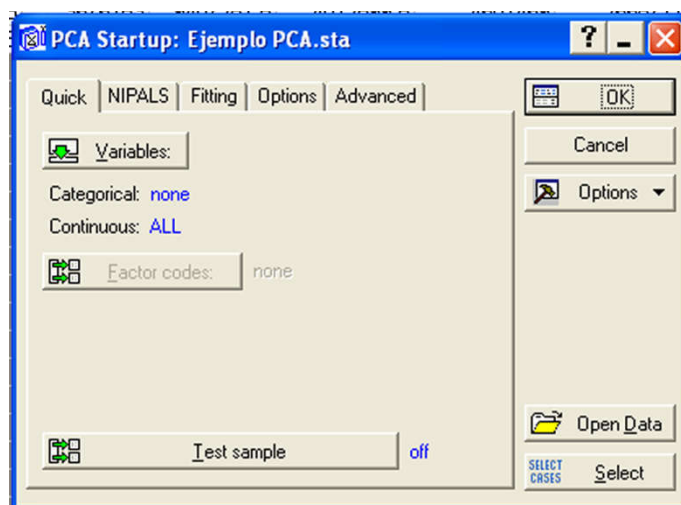 PCA Startup: Ejemplo PCA.sta
Quick NIPALS Fitting Options Advanced
OK
Variables:
Cancel
Categorical: none
Options
Continuous: ALL
Factor codes: none
Open Data
Test sample off
SELECT CASES Select